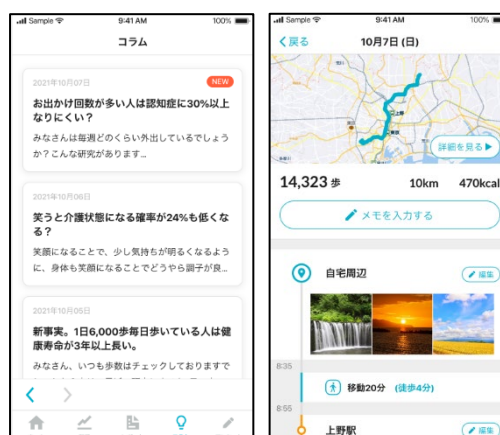 Sample
9:41 AM
100%
コラム
2021年10月07日
NEW
お出かけ回数が多い人は認知症に30%以上
なりにくい？
みなさんは毎週どのくらい外出しているでしょう
か？こんな研究があります…
2021年10月06日
笑うと介護状態になる確率が24%も低くな
る？
笑顔になることで、少し気持ちが明るくなるよう
に、身体も笑顔になることでどうやら調子が良…
2021年10月05日
新事実。1日6,000歩毎日歩いている人は健
康寿命が3年以上長い。
みなさん、いつも歩数はチェックしておりますで
Sample
9:41 AM
100%
戻る
10月7日 (日)
上野
詳細を見る▶
14,323 歩
10km
470kcal
メモを入力する
自宅周辺
編集
8:35
移動20分 (徒歩4分)
8:55
上野駅
編集